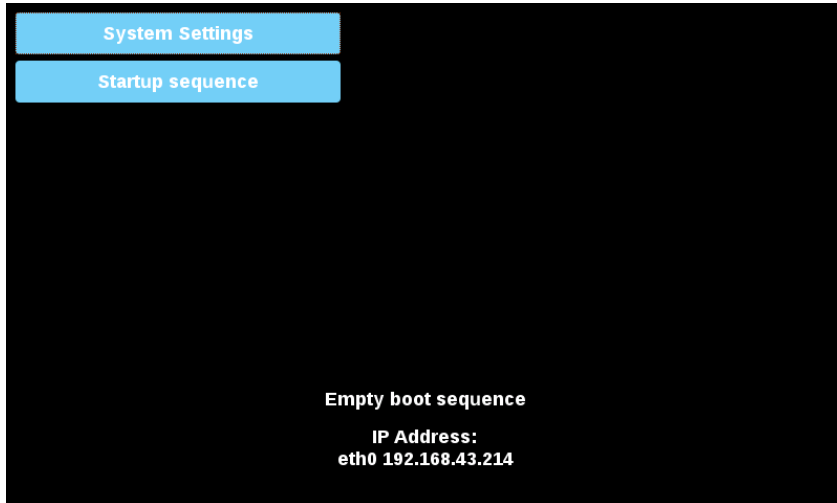 System Settings
Startup sequence
Empty boot sequence
IP Address:
eth0 192.168.43.214